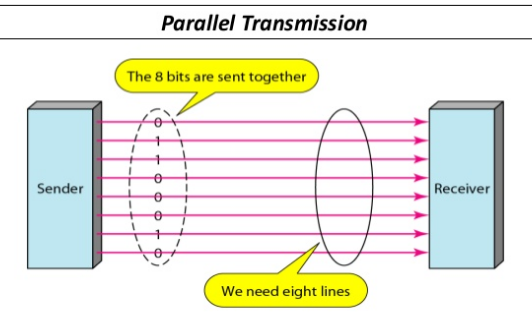 Parallel Transmission
The 8 bits are sent together
0
1
1
0
0
0
1
0
Sender
Receiver
We need eight lines